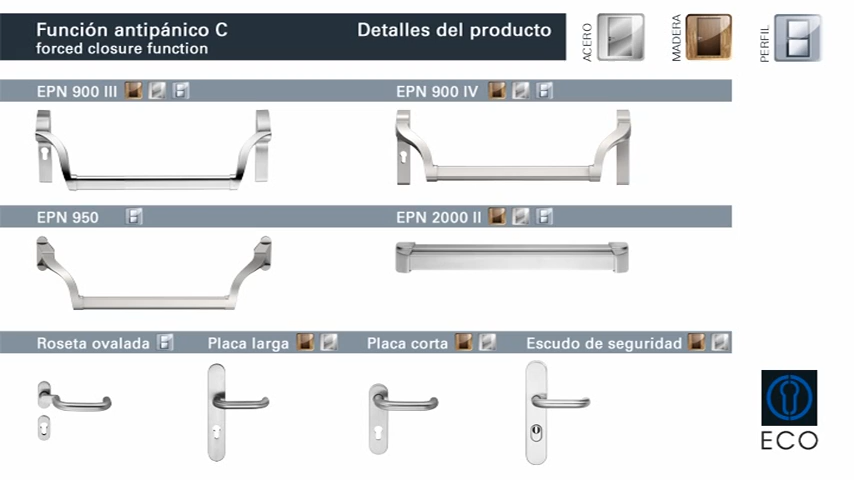 Función antipánico C
forced closure function
Detalles del producto
ACERO
MADERA
PERFIL
EPN 900 III
EPN 900 IV
EPN 950
EPN 2000 II
Roseta ovalada
Placa larga
Placa corta
Escudo de seguridad
ECO